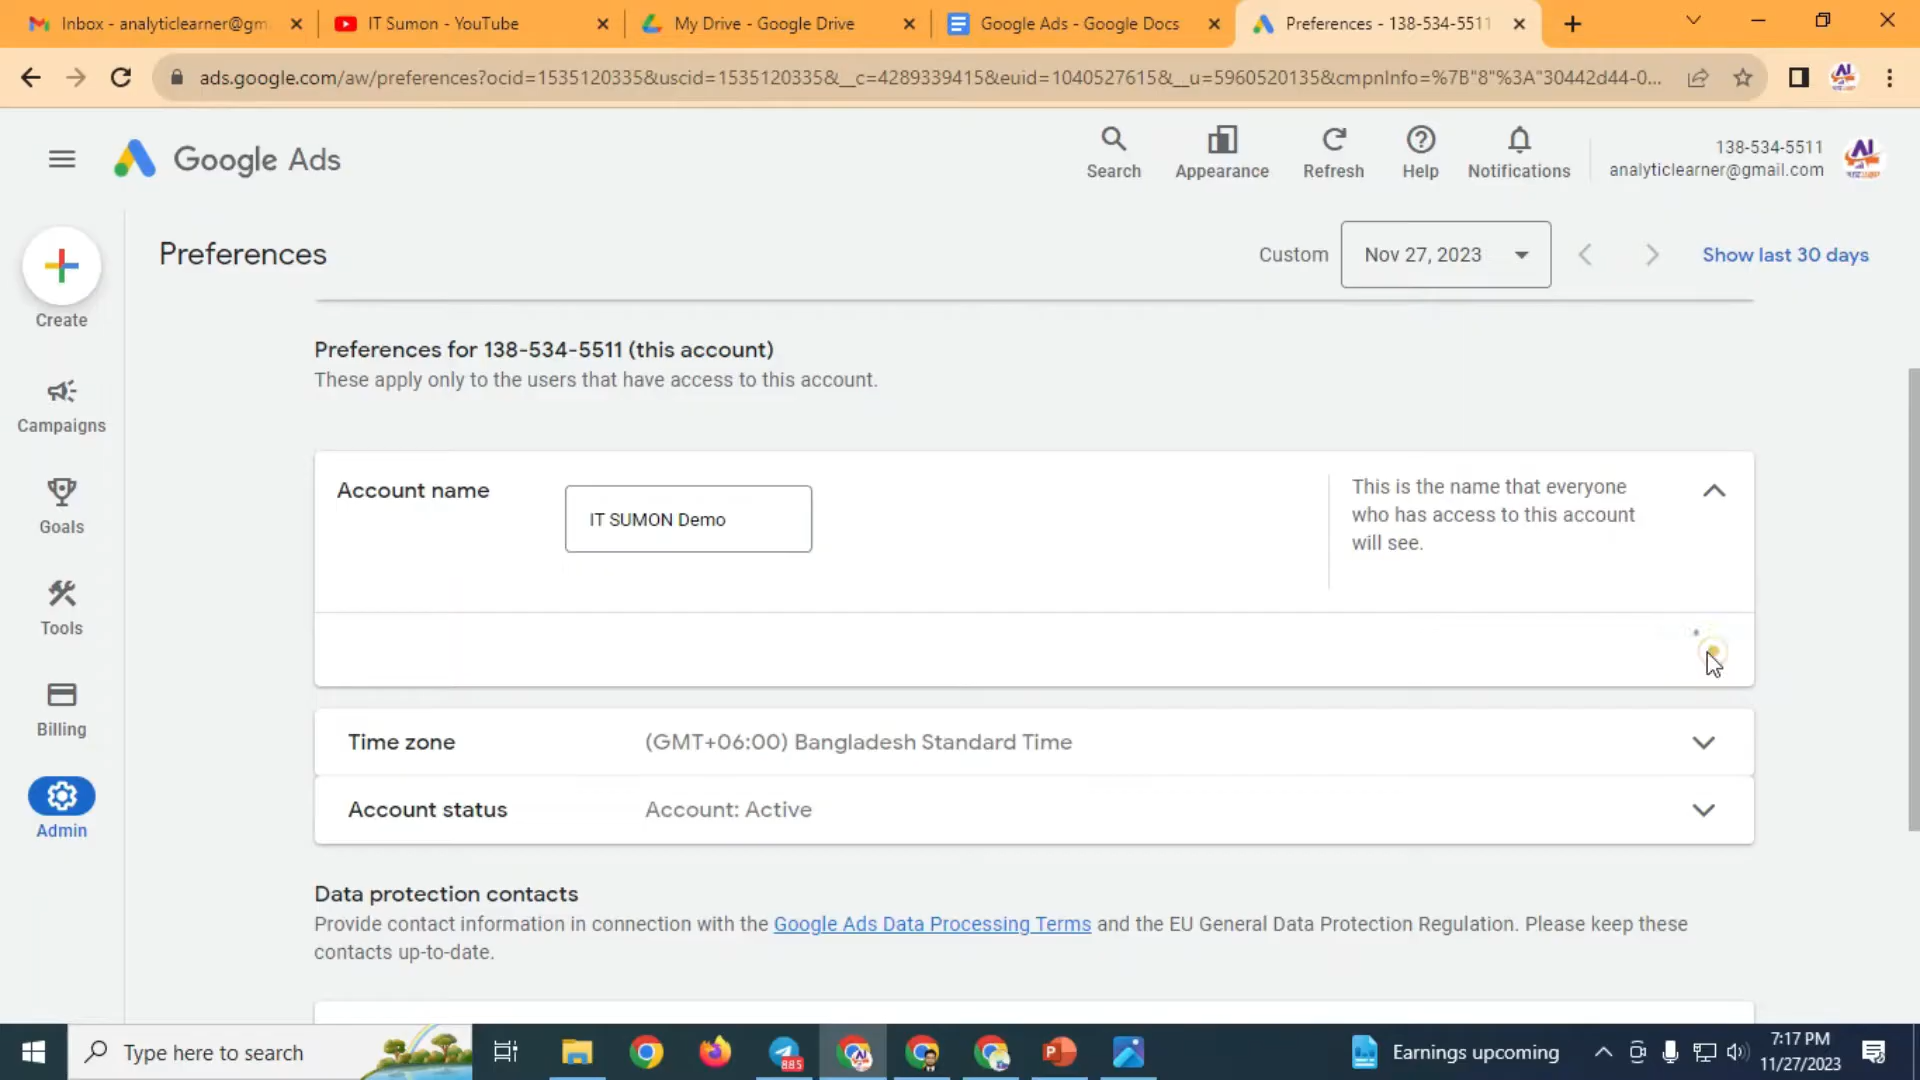 Inbox - analyticlearner@gm
IT Sumon - YouTube
My Drive - Google Drive
Google Ads - Google Docs
Preferences - 138-534-5511
ads.google.com/aw/preferences?ocid=1535120335&uscid=1535120335&__c=4289339415&euid=1040527615&__u=5960520135&cmpnInfo=%7B"8"%3A"30442d44-0...
Google Ads
Search
Appearance
Refresh
Help
Notifications
138-534-5511
analyticlearner@gmail.com
Create
Campaigns
Goals
Tools
Billing
Admin
Preferences
Custom
Nov 27, 2023
Show last 30 days
Preferences for 138-534-5511 (this account)
These apply only to the users that have access to this account.
Account name
IT SUMON Demo
This is the name that everyone
who has access to this account
will see.
Time zone
(GMT+06:00) Bangladesh Standard Time
Account status
Account: Active
Data protection contacts
Provide contact information in connection with the Google Ads Data Processing Terms and the EU General Data Protection Regulation. Please keep these
contacts up-to-date.
Type here to search
885
Earnings upcoming
7:17 PM
11/27/2023